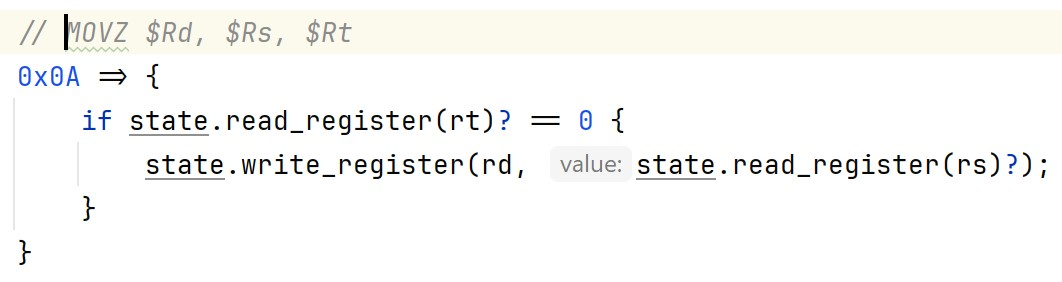 // MOVZ $Rd, $Rs, $Rt
0x0A => {
if state.read_register(rt)? == 0 {
state.write_register(rd, value: state.read_register(rs)?);
}
}